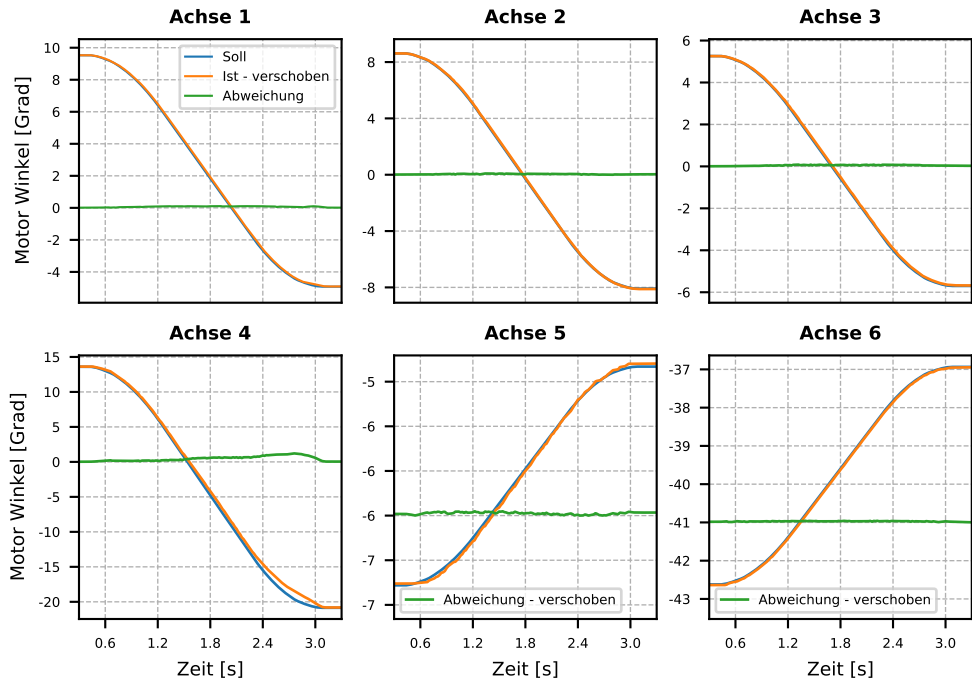 Achse 1
Achse 2
Achse 3
Motor Winkel [Grad]
10
8
6
4
2
0
-2
-4
Soll
Ist - verschoben
Abweichung
8
4
0
-4
-8
6
4
2
0
-2
-4
-6
Achse 4
Achse 5
Achse 6
Motor Winkel [Grad]
15
10
5
0
-5
-10
-15
-20
0.6 1.2 1.8 2.4 3.0
Zeit [s]
-5
-6
-6
-6
-7
-7
Abweichung - verschoben
0.6 1.2 1.8 2.4 3.0
Zeit [s]
-37
-38
-39
-40
-41
-42
-43
Abweichung - verschoben
0.6 1.2 1.8 2.4 3.0
Zeit [s]